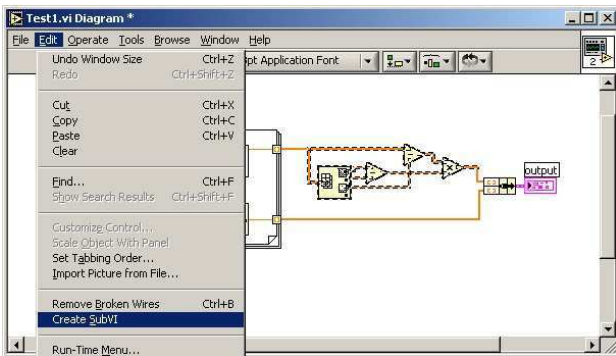 Test1.vi Diagram *
File Edit Operate Tools Browse Window Help
Undo Window Size Ctrl+Z
Redo Ctrl+Shift+Z
pt Application Font
2
Cut Ctrl+X
Copy Ctrl+C
Paste Ctrl+V
Clear
Find... Ctrl+F
Show Search Results Ctrl+Shift+F
Customize Control...
Scale Object With Panel
Set Tabbing Order...
Import Picture from File...
Remove Broken Wires Ctrl+B
Create SubVI
Run-Time Menu...
output